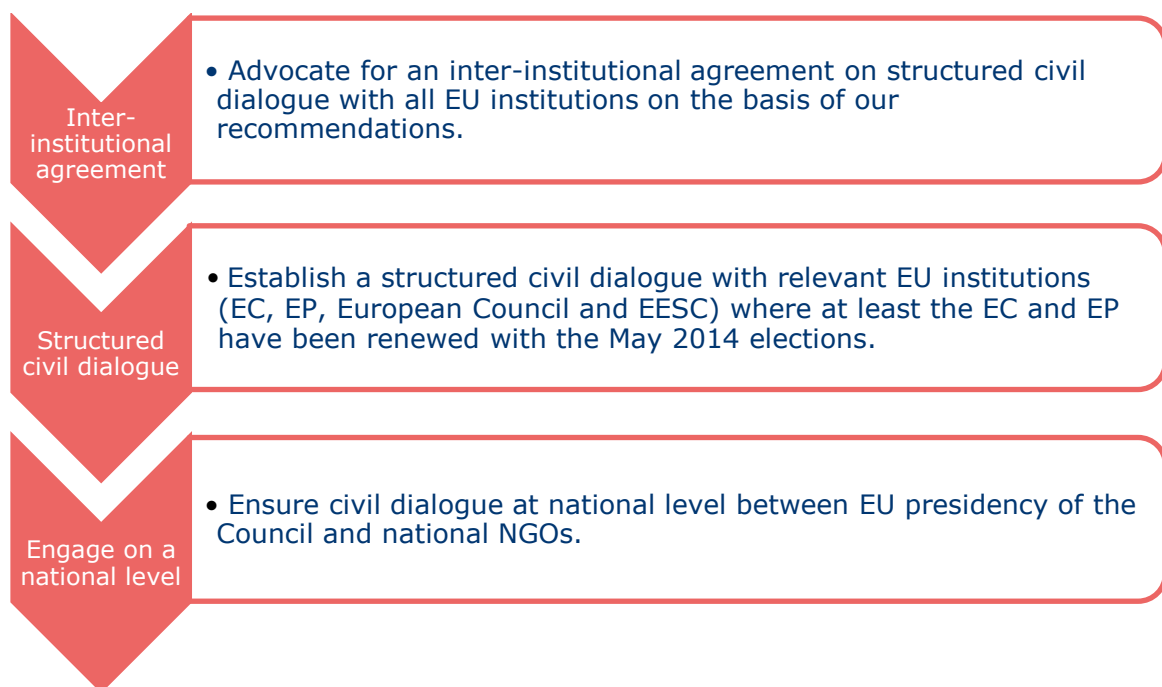 Inter-
institutional
agreement
• Advocate for an inter-institutional agreement on structured civil
dialogue with all EU institutions on the basis of our
recommendations.
Structured
civil dialogue
• Establish a structured civil dialogue with relevant EU institutions
(EC, EP, European Council and EESC) where at least the EC and EP
have been renewed with the May 2014 elections.
Engage on a
national level
• Ensure civil dialogue at national level between EU presidency of the
Council and national NGOs.